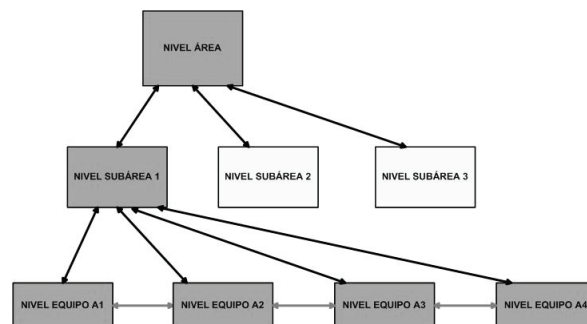 NIVEL ÁREA
NIVEL SUBÁREA 1
NIVEL SUBÁREA 2
NIVEL SUBÁREA 3
NIVEL EQUIPO A1
NIVEL EQUIPO A2
NIVEL EQUIPO A3
NIVEL EQUIPO A4